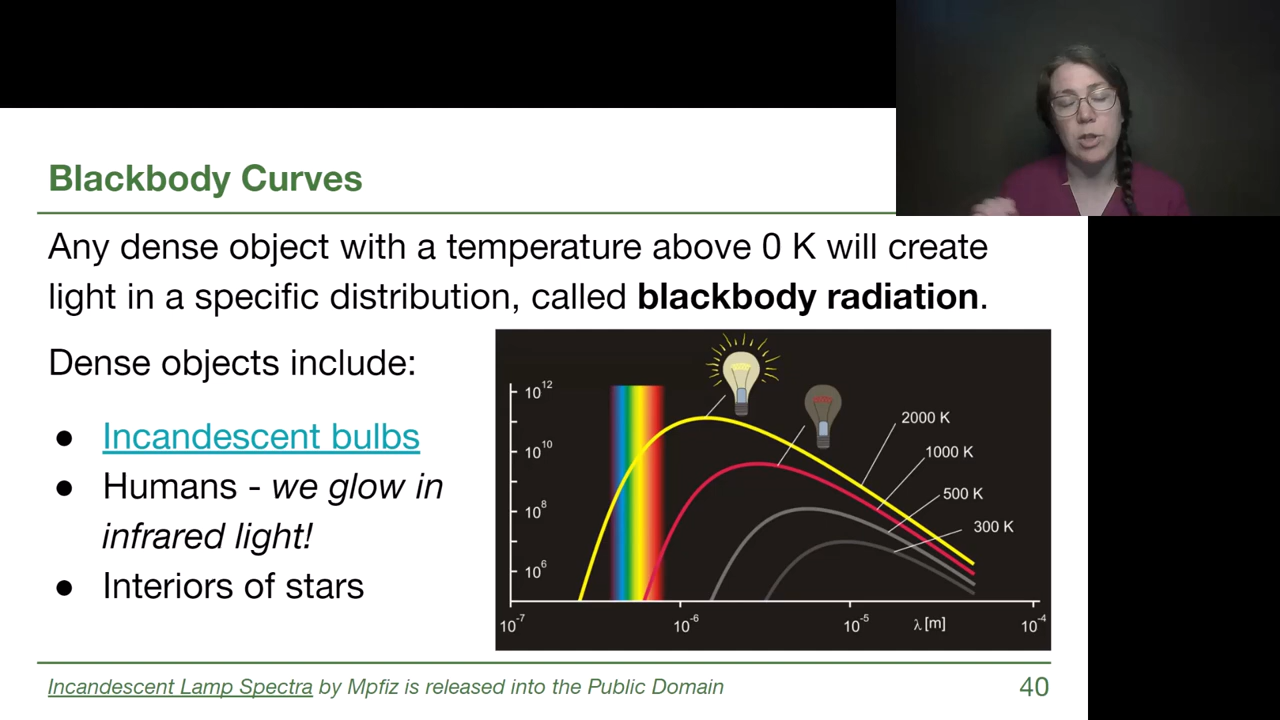 Blackbody Curves
Any dense object with a temperature above 0 K will create
light in a specific distribution, called blackbody radiation.
Dense objects include:
● Incandescent bulbs
● Humans - we glow in
infrared light!
● Interiors of stars
10¹²
10¹⁰
10⁸
10⁶
2000 K
1000 K
500 K
300 K
10⁻⁷
10⁻⁶
10⁻⁵
λ [m]
10⁻⁴
Incandescent Lamp Spectra by Mpfiz is released into the Public Domain
40